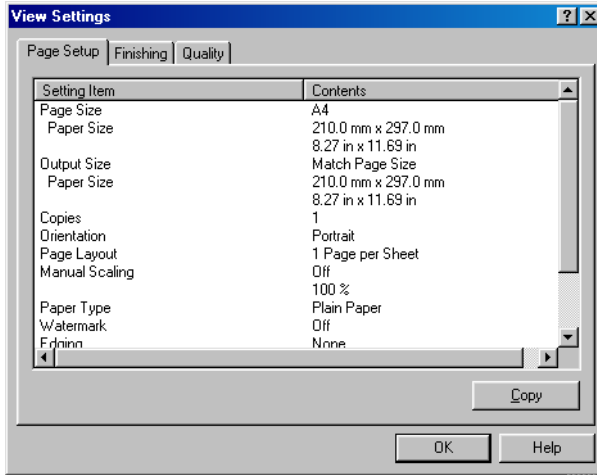 View Settings
Page Setup Finishing Quality
Setting Item Contents
Page Size A4
Paper Size 210.0 mm x 297.0 mm
8.27 in x 11.69 in
Output Size Match Page Size
Paper Size 210.0 mm x 297.0 mm
8.27 in x 11.69 in
Copies 1
Orientation Portrait
Page Layout 1 Page per Sheet
Manual Scaling Off
100 %
Paper Type Plain Paper
Watermark Off
Edging None
Copy
OK Help